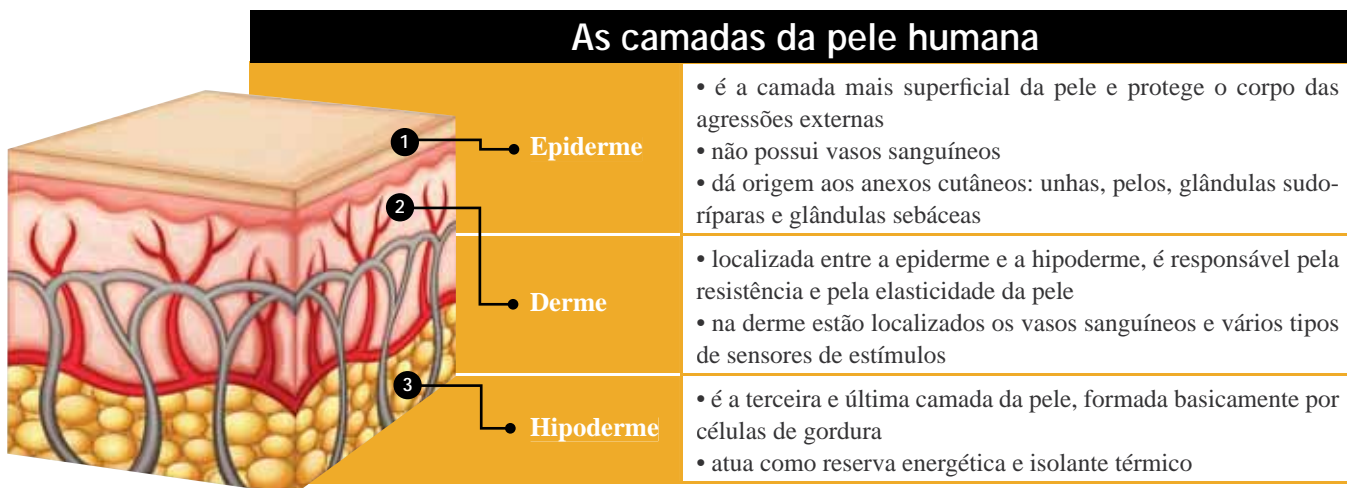 As camadas da pele humana
1
Epiderme
• é a camada mais superficial da pele e protege o corpo das
agressões externas
• não possui vasos sanguíneos
• dá origem aos anexos cutâneos: unhas, pelos, glândulas sudo-
ríparas e glândulas sebáceas
2
Derme
• localizada entre a epiderme e a hipoderme, é responsável pela
resistência e pela elasticidade da pele
• na derme estão localizados os vasos sanguíneos e vários tipos
de sensores de estímulos
3
Hipoderme
• é a terceira e última camada da pele, formada basicamente por
células de gordura
• atua como reserva energética e isolante térmico